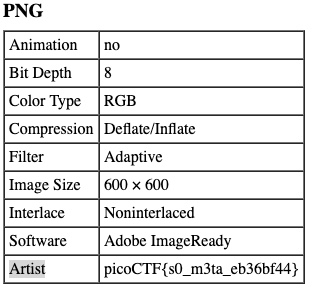 PNG
Animation no
Bit Depth 8
Color Type RGB
Compression Deflate/Inflate
Filter Adaptive
Image Size 600 × 600
Interlace Noninterlaced
Software Adobe ImageReady
Artist picoCTF{s0_m3ta_eb36bf44}